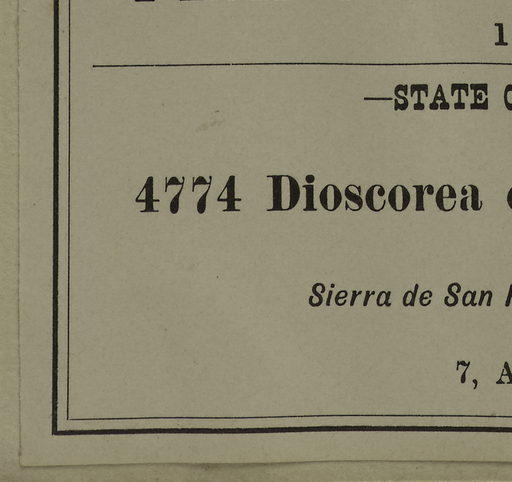 1
—STATE
4774 Dioscorea
Sierra de San
7, A